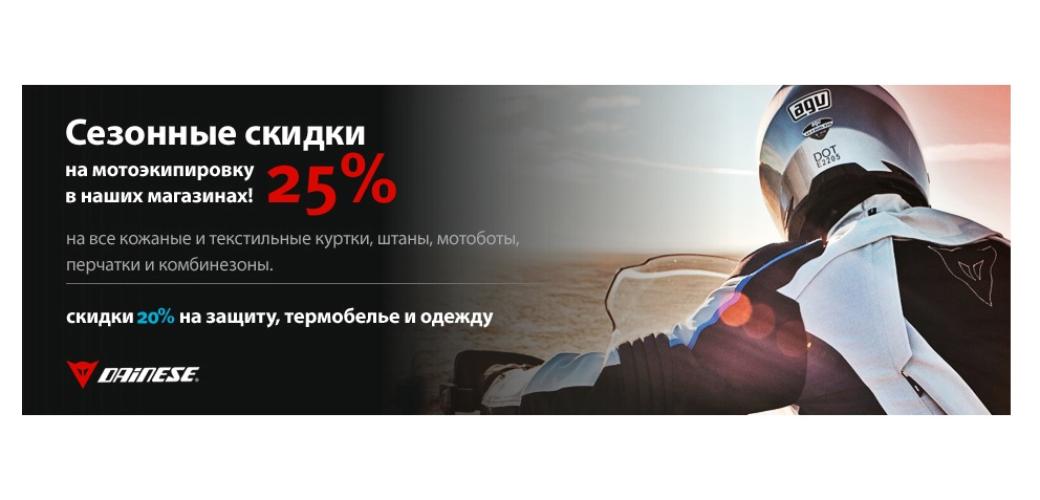 Сезонные скидки
на мотоэкипировку
в наших магазинах! 25%
на все кожаные и текстильные куртки, штаны, мотоботы,
перчатки и комбинезоны.
скидки 20% на защиту, термобелье и одежду
DAINESE
agv
DOT
E2205